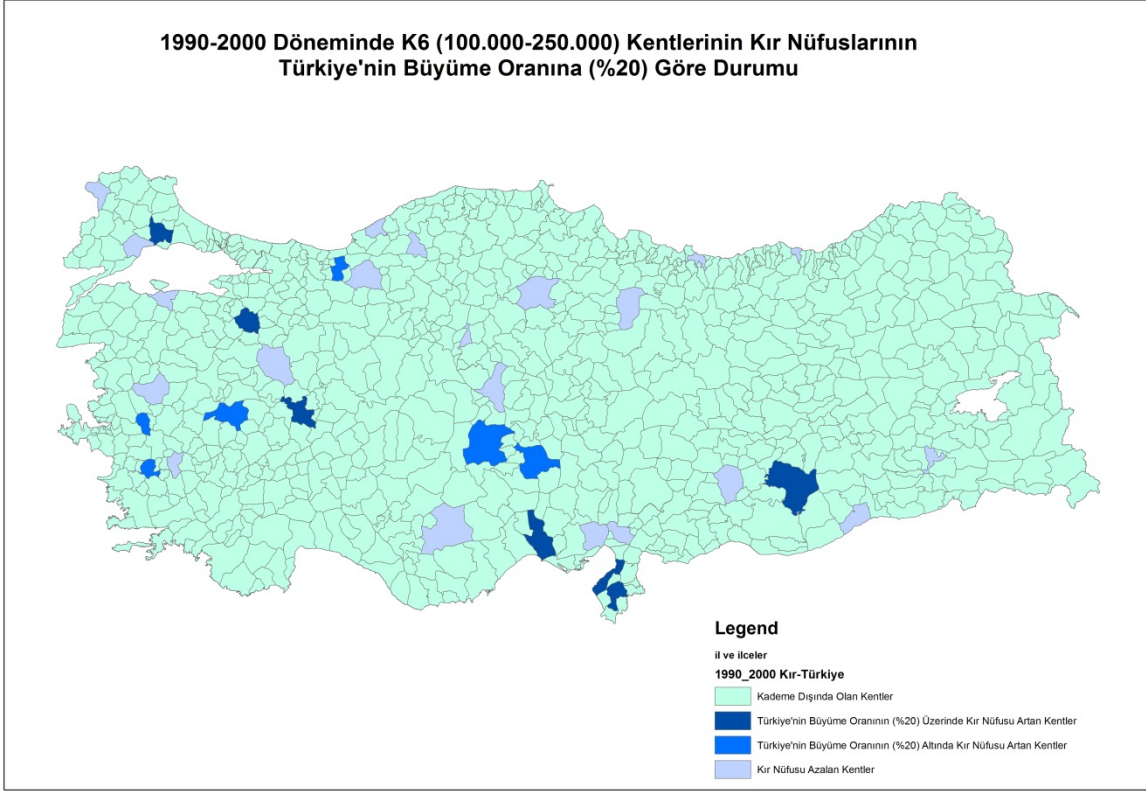 1990-2000 Döneminde K6 (100.000-250.000) Kentlerinin Kır Nüfuslarının
Türkiye'nin Büyüme Oranına (%20) Göre Durumu
Legend
il ve ilceler
1990_2000 Kır-Türkiye
Kademe Dışında Olan Kentler
Türkiye'nin Büyüme Oranının (%20) Üzerinde Kır Nüfusu Artan Kentler
Türkiye'nin Büyüme Oranının (%20) Altında Kır Nüfusu Artan Kentler
Kır Nüfusu Azalan Kentler